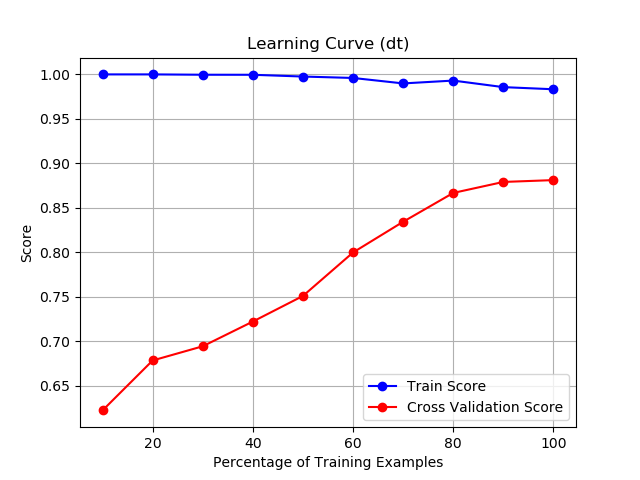 Learning Curve (dt)
1.00
0.95
0.90
0.85
0.80
0.75
0.70
0.65
Score
20 40 60 80 100
Percentage of Training Examples
Train Score
Cross Validation Score